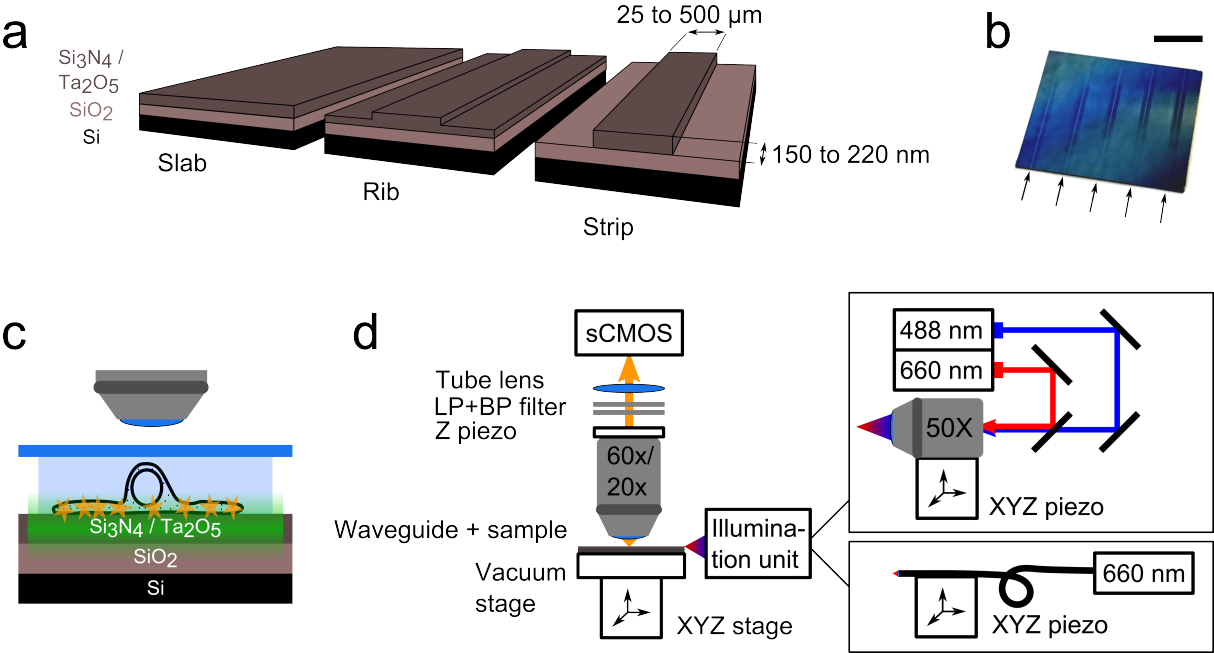 a
25 to 500 µm
Si3N4 /
Ta2O5
SiO2
Si
Slab
Rib
Strip
150 to 220 nm
b
c
Si3N4 / Ta2O5
SiO2
Si
d
sCMOS
Tube lens
LP+BP filter
Z piezo
60x/
20x
Waveguide + sample
Vacuum
stage
XYZ stage
Illumina-
tion unit
488 nm
660 nm
50X
XYZ piezo
660 nm
XYZ piezo